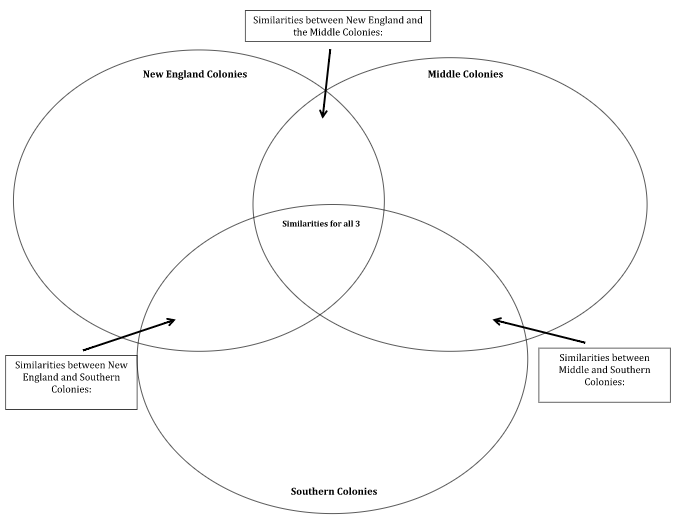 Similarities between New England and
the Middle Colonies:
New England Colonies
Middle Colonies
Similarities for all 3
Similarities between New
England and Southern
Colonies:
Similarities between
Middle and Southern
Colonies:
Southern Colonies